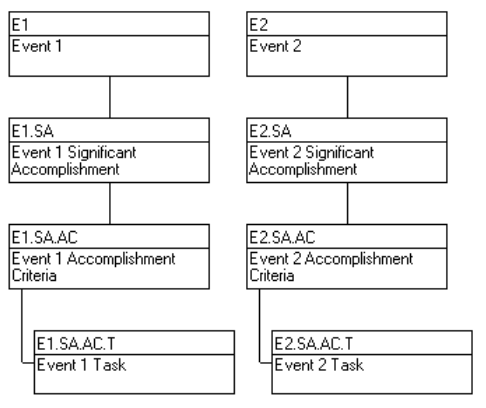 E1
Event 1
E1.SA
Event 1 Significant
Accomplishment
E1.SA.AC
Event 1 Accomplishment
Criteria
E1.SA.AC.T
Event 1 Task
E2
Event 2
E2.SA
Event 2 Significant
Accomplishment
E2.SA.AC
Event 2 Accomplishment
Criteria
E2.SA.AC.T
Event 2 Task